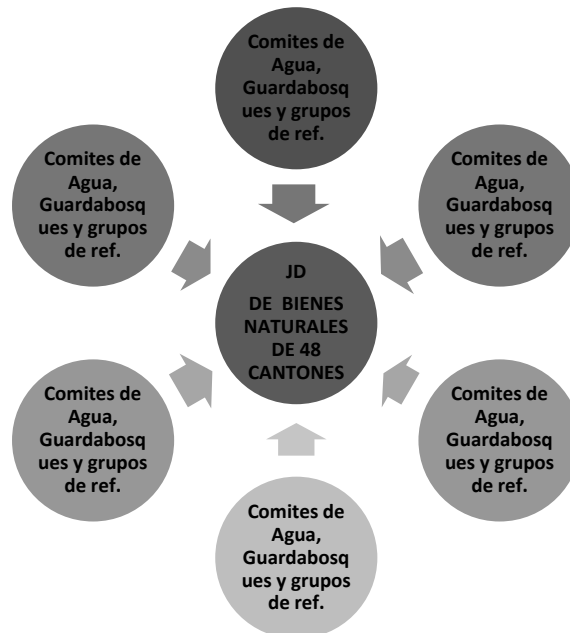 Comites de
Agua,
Guardabosq
ues y grupos
de ref.
Comites de
Agua,
Guardabosq
ues y grupos
de ref.
Comites de
Agua,
Guardabosq
ues y grupos
de ref.
JD
DE BIENES
NATURALES
DE 48
CANTONES
Comites de
Agua,
Guardabosq
ues y grupos
de ref.
Comites de
Agua,
Guardabosq
ues y grupos
de ref.
Comites de
Agua,
Guardabosq
ues y grupos
de ref.